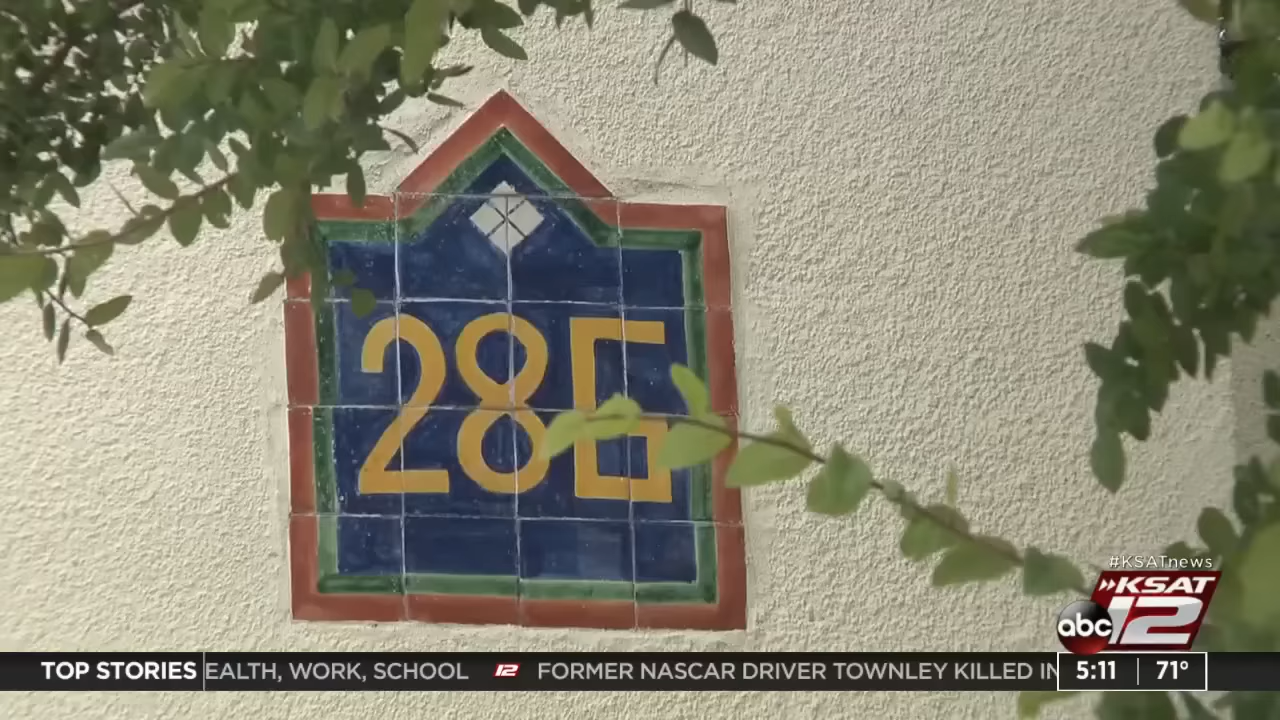 286
#KSATnews
KSAT
abc 12
TOP STORIES EALTH, WORK, SCHOOL 12 FORMER NASCAR DRIVER TOWNLEY KILLED IN 5:11 71°